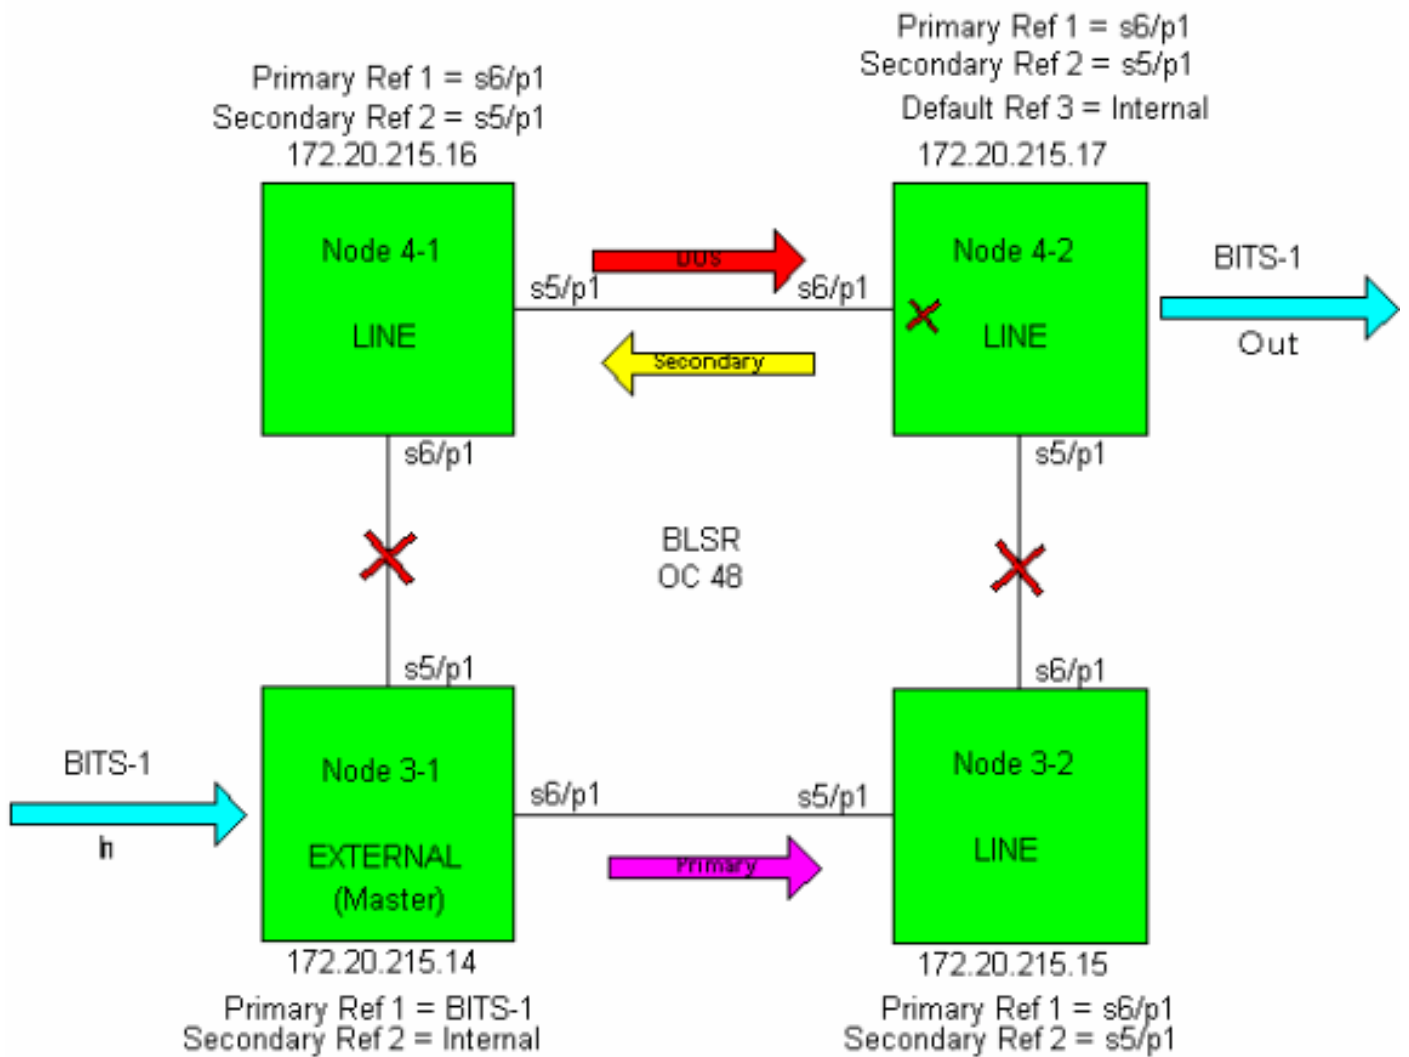 Primary Ref 1 = s6/p1
Secondary Ref 2 = s5/p1
172.20.215.16
Primary Ref 1 = s6/p1
Secondary Ref 2 = s5/p1
Default Ref 3 = Internal
172.20.215.17
Node 4-1
LINE
DUS
s5/p1
s6/p1
Secondary
Node 4-2
LINE
BITS-1
Out
s6/p1
s5/p1
BLSR
OC 48
s5/p1
s6/p1
BITS-1
In
Node 3-1
EXTERNAL
(Master)
s6/p1
s5/p1
Primary
Node 3-2
LINE
172.20.215.14
Primary Ref 1 = BITS-1
Secondary Ref 2 = Internal
172.20.215.15
Primary Ref 1 = s6/p1
Secondary Ref 2 = s5/p1